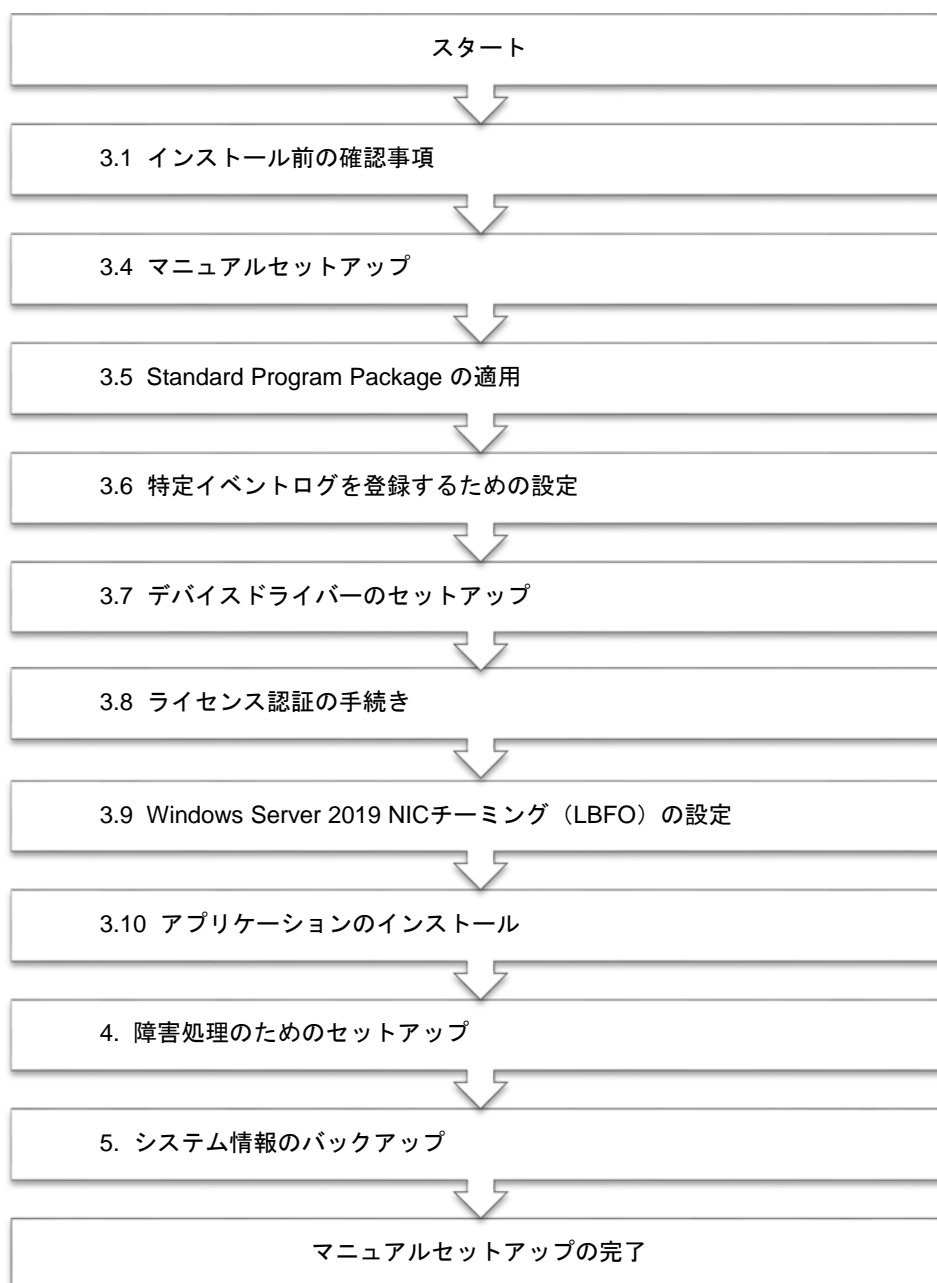 スタート
3.1 インストール前の確認事項
3.4 マニュアルセットアップ
3.5 Standard Program Package の適用
3.6 特定イベントログを登録するための設定
3.7 デバイスドライバーのセットアップ
3.8 ライセンス認証の手続き
3.9 Windows Server 2019 NICチーミング（LBFO）の設定
3.10 アプリケーションのインストール
4. 障害処理のためのセットアップ
5. システム情報のバックアップ
マニュアルセットアップの完了